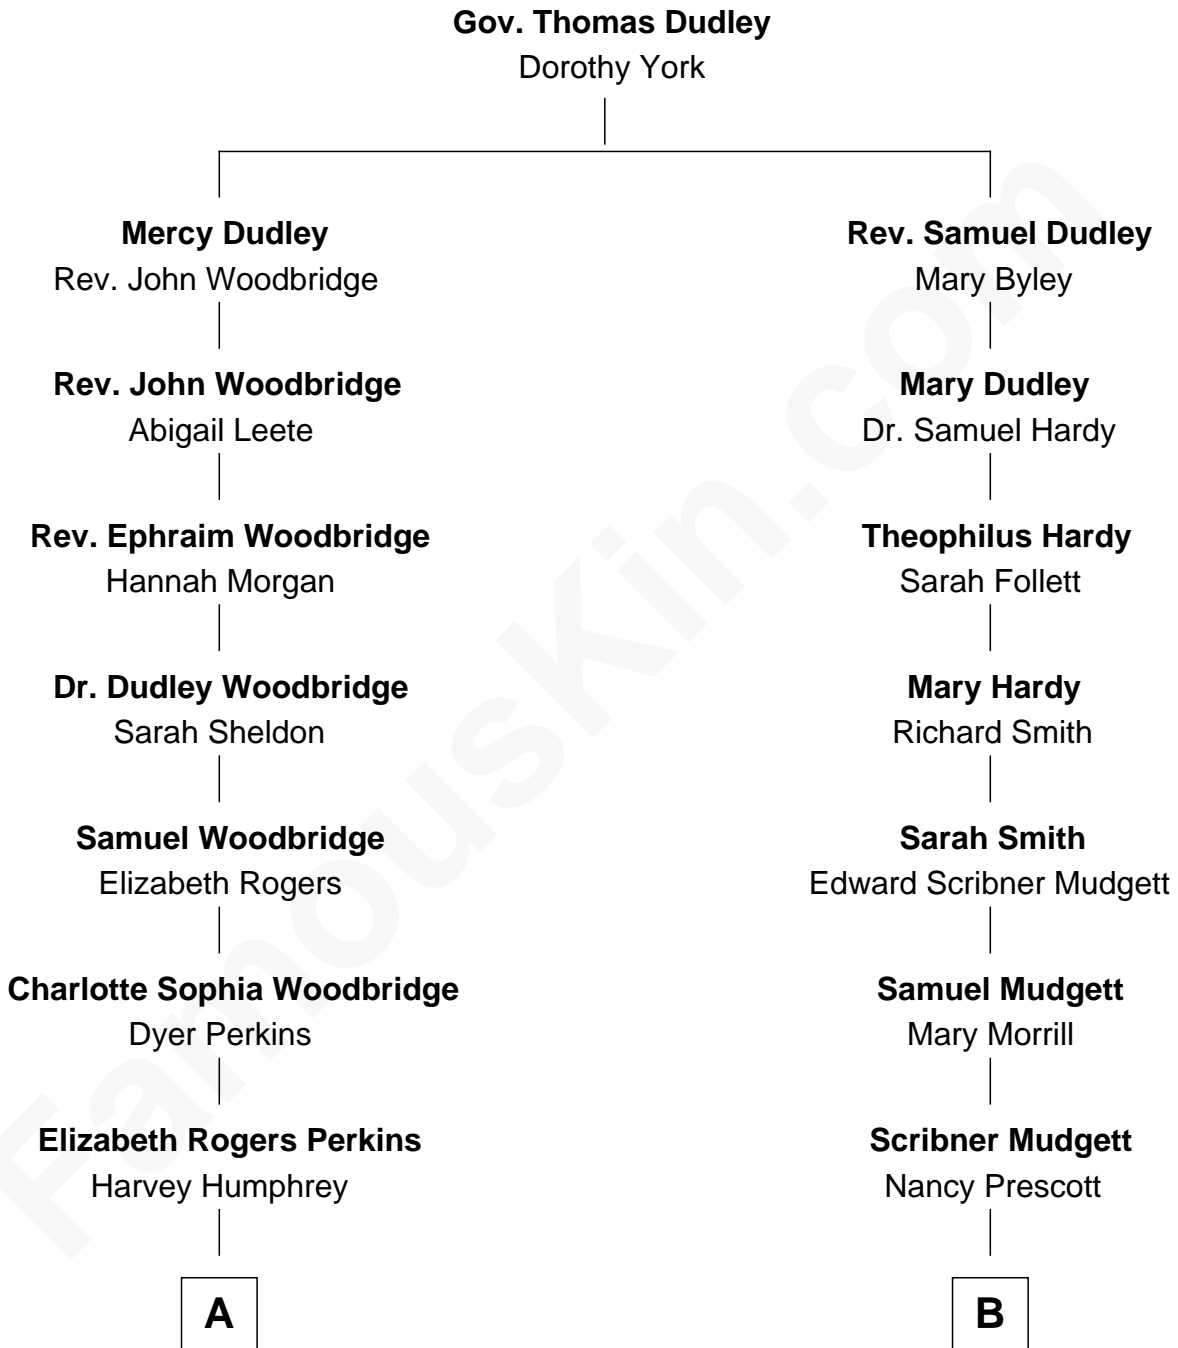 Gov. Thomas Dudley
Dorothy York
Mercy Dudley
Rev. John Woodbridge
Rev. Samuel Dudley
Mary Byley
Rev. John Woodbridge
Abigail Leete
Mary Dudley
Dr. Samuel Hardy
Rev. Ephraim Woodbridge
Hannah Morgan
Theophilus Hardy
Sarah Follett
Dr. Dudley Woodbridge
Sarah Sheldon
Mary Hardy
Richard Smith
Samuel Woodbridge
Elizabeth Rogers
Sarah Smith
Edward Scribner Mudgett
Charlotte Sophia Woodbridge
Dyer Perkins
Samuel Mudgett
Mary Morrill
Elizabeth Rogers Perkins
Harvey Humphrey
Scribner Mudgett
Nancy Prescott
A
B
FamousKin.com